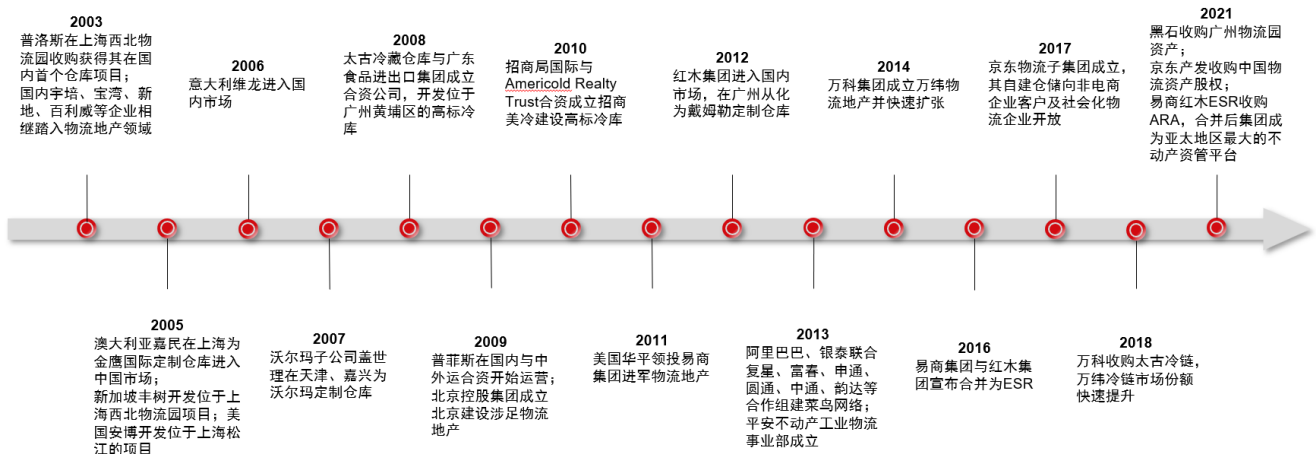 2003
普洛斯在上海西北物
流园收购获得其在国
内首个仓库项目；
国内宇培、宝湾、新
地、百利威等企业相
继踏入物流地产领域
2006
意大利维龙进入国
内市场
2008
太古冷藏仓库与广东
食品进出口集团成立
合资公司，开发位于
广州黄埔区的高标冷
库
2010
招商局国际与
Americold Realty
Trust合资成立招商
美冷建设高标冷库
2012
红木集团进入国内
市场，在广州从化
为戴姆勒定制仓库
2014
万科集团成立万纬物
流地产并快速扩张
2017
京东物流子集团成立，
其自建仓储向非电商
企业客户及社会化物
流企业开放
2021
黑石收购广州物流园
资产；
京东产发收购中国物
流资产股权；
易商红木ESR收购
ARA，合并后集团成
为亚太地区最大的不
动产资管平台
2005
澳大利亚嘉民在上海为
金鹰国际定制仓库进入
中国市场；
新加坡丰树开发位于上
海西北物流园项目；美
国安博开发位于上海松
江的项目
2007
沃尔玛子公司盖世
理在天津、嘉兴为
沃尔玛定制仓库
2009
普菲斯在国内与中
外运合资开始运营；
北京控股集团成立
北京建设涉足物流
地产
2011
美国华平领投易商
集团进军物流地产
2013
阿里巴巴、银泰联合
复星、富春、申通、
圆通、中通、韵达等
合作组建菜鸟网络；
平安不动产工业物流
事业部成立
2016
易商集团与红木集
团宣布合并为ESR
2018
万科收购太古冷链，
万纬冷链市场份额
快速提升